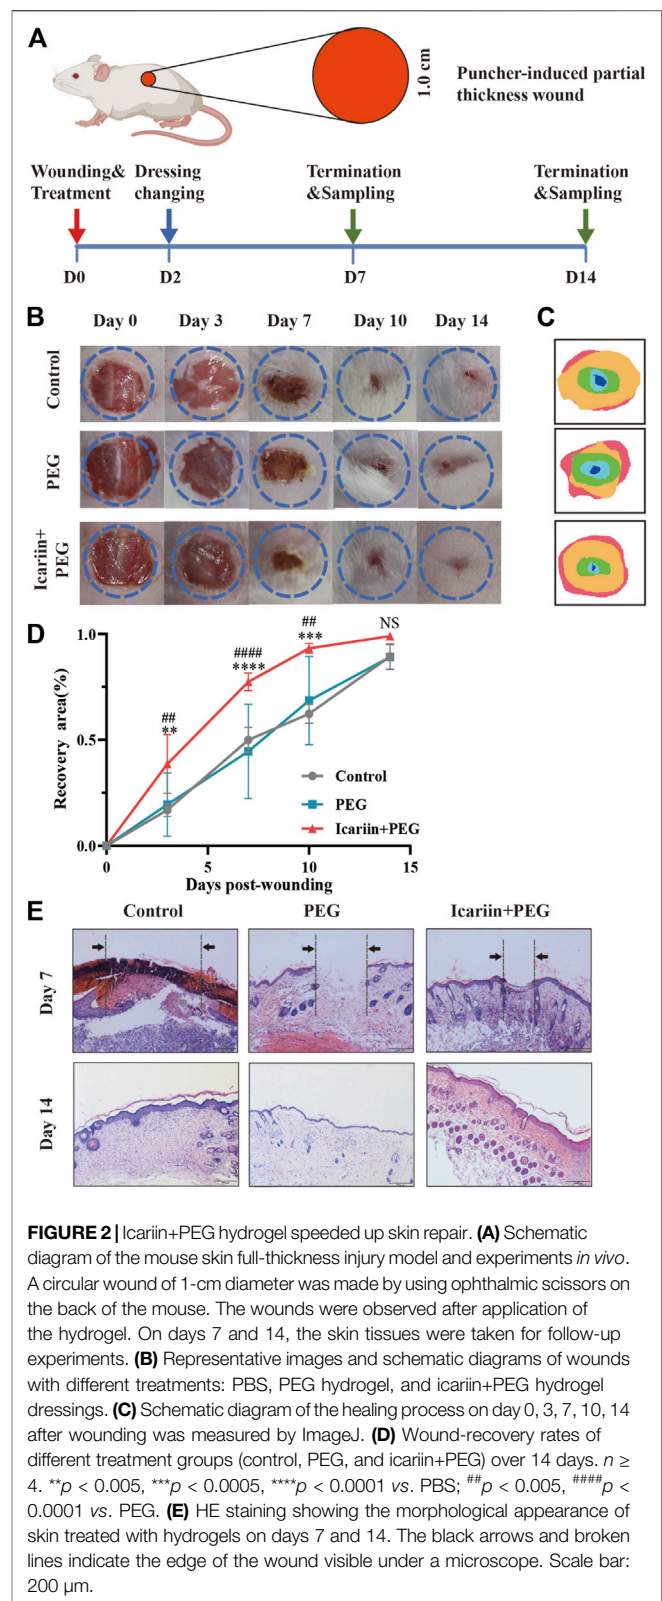 A
1.0 cm
Puncher-induced partial
thickness wound
Wounding&
Treatment
Dressing
changing
Termination
&Sampling
Termination
&Sampling
D0
D2
D7
D14
B
Day 0
Day 3
Day 7
Day 10
Day 14
C
Control
PEG
Icariin+
PEG
D
Recovery area(%)
1.0
0.5
0.0
##
**
####
****
##
***
NS
Control
PEG
Icariin+PEG
0
5
10
15
Days post-wounding
E
Control
PEG
Icariin+PEG
Day 7
Day 14
FIGURE 2 | Icariin+PEG hydrogel speeded up skin repair. (A) Schematic
diagram of the mouse skin full-thickness injury model and experiments in vivo.
A circular wound of 1-cm diameter was made by using ophthalmic scissors on
the back of the mouse. The wounds were observed after application of
the hydrogel. On days 7 and 14, the skin tissues were taken for follow-up
experiments. (B) Representative images and schematic diagrams of wounds
with different treatments: PBS, PEG hydrogel, and icariin+PEG hydrogel
dressings. (C) Schematic diagram of the healing process on day 0, 3, 7, 10, 14
after wounding was measured by ImageJ. (D) Wound-recovery rates of
different treatment groups (control, PEG, and icariin+PEG) over 14 days. n ≥
4. **p < 0.005, ***p < 0.0005, ****p < 0.0001 vs. PBS; ##p < 0.005, ####p <
0.0001 vs. PEG. (E) HE staining showing the morphological appearance of
skin treated with hydrogels on days 7 and 14. The black arrows and broken
lines indicate the edge of the wound visible under a microscope. Scale bar:
200 μm.